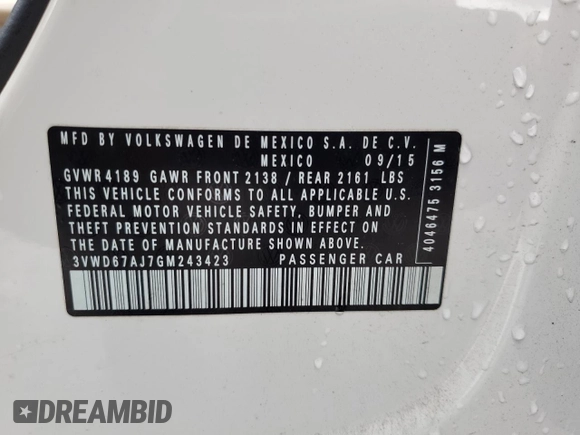 MFD BY VOLKSWAGEN DE MEXICO S.A. DE C.V.
MEXICO 09/15
GVWR 4189 GAWR FRONT 2138 / REAR 2161 LBS
THIS VEHICLE CONFORMS TO ALL APPLICABLE U.S.
FEDERAL MOTOR VEHICLE SAFETY, BUMPER AND
THEFT PREVENTION STANDARDS IN EFFECT ON
THE DATE OF MANUFACTURE SHOWN ABOVE.
3VWD67AJ7GM243423 PASSENGER CAR
4046475 3156 M
DREAMBID